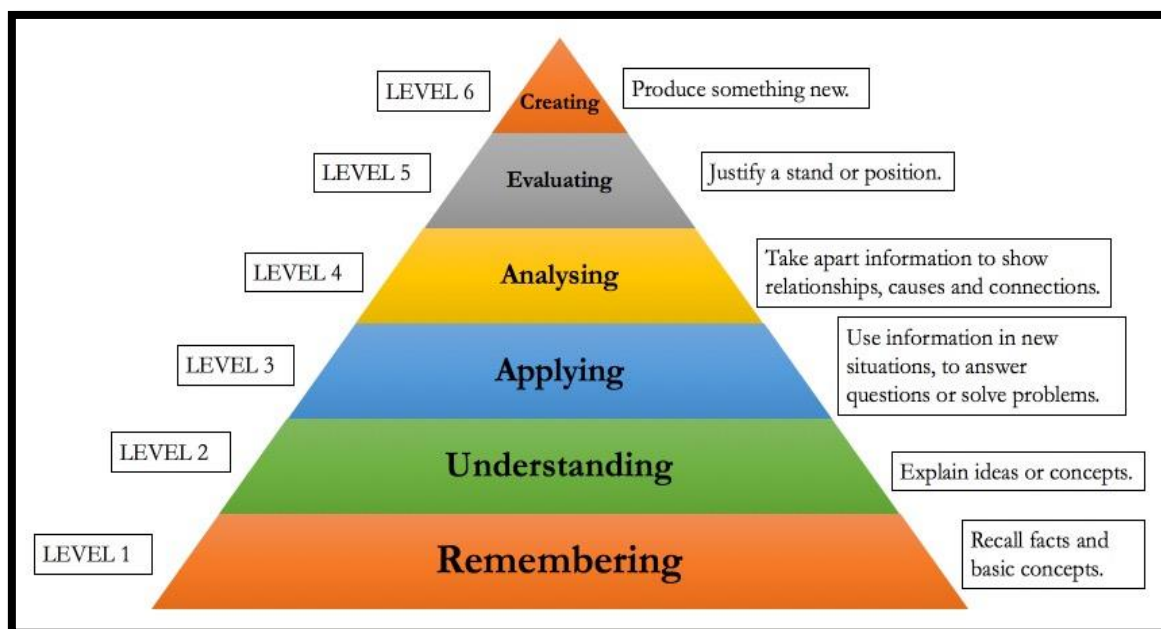 LEVEL 6
Creating
Produce something new.
LEVEL 5
Evaluating
Justify a stand or position.
LEVEL 4
Analysing
Take apart information to show
relationships, causes and connections.
LEVEL 3
Applying
Use information in new
situations, to answer
questions or solve problems.
LEVEL 2
Understanding
Explain ideas or concepts.
LEVEL 1
Remembering
Recall facts and
basic concepts.